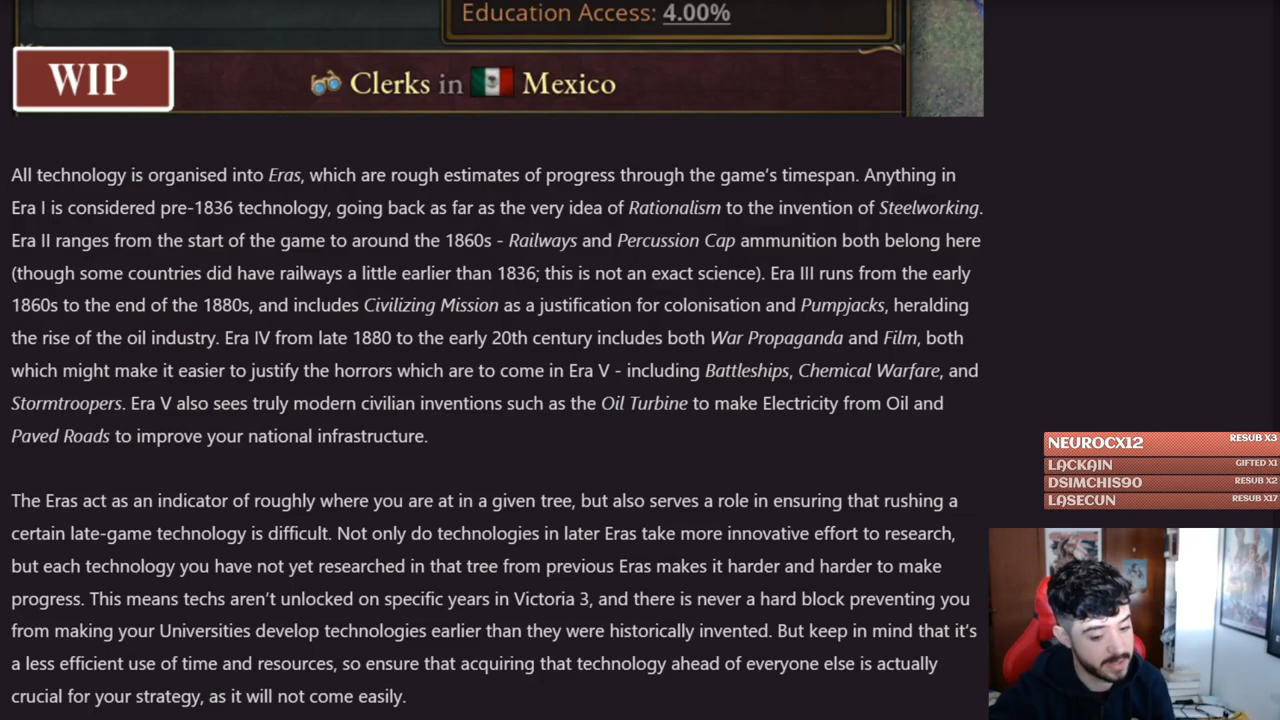 Education Access: 4.00%
WIP
Clerks in Mexico
All technology is organised into Eras, which are rough estimates of progress through the game's timespan. Anything in
Era I is considered pre-1836 technology, going back as far as the very idea of Rationalism to the invention of Steelworking.
Era II ranges from the start of the game to around the 1860s - Railways and Percussion Cap ammunition both belong here
(though some countries did have railways a little earlier than 1836; this is not an exact science). Era III runs from the early
1860s to the end of the 1880s, and includes Civilizing Mission as a justification for colonisation and Pumpjacks, heralding
the rise of the oil industry. Era IV from late 1880 to the early 20th century includes both War Propaganda and Film, both
which might make it easier to justify the horrors which are to come in Era V - including Battleships, Chemical Warfare, and
Stormtroopers. Era V also sees truly modern civilian inventions such as the Oil Turbine to make Electricity from Oil and
Paved Roads to improve your national infrastructure.
The Eras act as an indicator of roughly where you are at in a given tree, but also serves a role in ensuring that rushing a
certain late-game technology is difficult. Not only do technologies in later Eras take more innovative effort to research,
but each technology you have not yet researched in that tree from previous Eras makes it harder and harder to make
progress. This means techs aren't unlocked on specific years in Victoria 3, and there is never a hard block preventing you
from making your Universities develop technologies earlier than they were historically invented. But keep in mind that it's
a less efficient use of time and resources, so ensure that acquiring that technology ahead of everyone else is actually
crucial for your strategy, as it will not come easily.
NEUROCX12 RESUB X3
LACKAIN GIFTED X1
DSIMCHIS90 RESUB X2
LASECUN RESUB X17